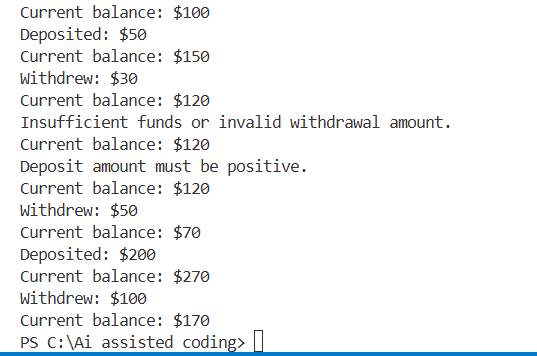 Current balance: $100
Deposited: $50
Current balance: $150
Withdrew: $30
Current balance: $120
Insufficient funds or invalid withdrawal amount.
Current balance: $120
Deposit amount must be positive.
Current balance: $120
Withdrew: $50
Current balance: $70
Deposited: $200
Current balance: $270
Withdrew: $100
Current balance: $170
PS C:\Ai assisted coding>